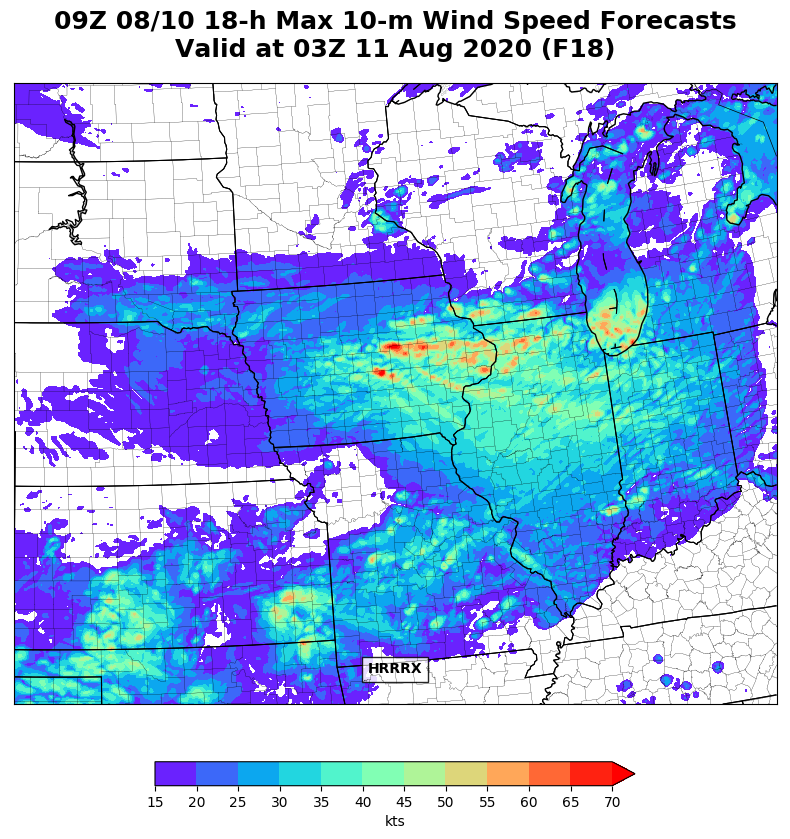 09Z 08/10 18-h Max 10-m Wind Speed Forecasts
Valid at 03Z 11 Aug 2020 (F18)
HRRRX
15 20 25 30 35 40 45 50 55 60 65 70
kts